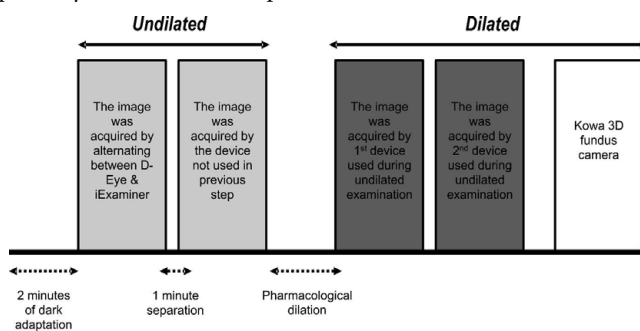 Undilated
Dilated
The image
was
acquired by
alternating
between D-
Eye &
iExaminer
The image
was
acquired by
the device
not used in
previous
step
The image
was
acquired by
1st device
used during
undilated
examination
The image
was
acquired by
2nd device
used during
undilated
examination
Kowa 3D
fundus
camera
2 minutes
of dark
adaptation
1 minute
separation
Pharmacological
dilation